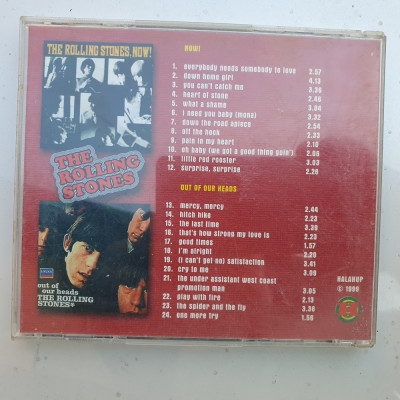 THE ROLLING STONES, NOW!
THE
ROLLING
STONES
out of
our heads
THE ROLLING
STONES
NOW!
1. everybody needs somebody to love 2.57
2. down home girl 4.13
3. you can't catch me 3.36
4. heart of stone 2.46
5. what a shame 3.04
6. i need you baby (mona) 3.32
7. down the road apiece 2.54
8. off the hook 2.33
9. pain in my heart 2.10
10. oh baby (we got a good thing goin') 2.06
11. little red rooster 3.03
12. surprise, surprise 2.28
OUT OF OUR HEADS
13. mercy, mercy 2.44
14. hitch hike 2.23
15. the last time 3.39
16. that's how strong my love is 2.23
17. good times 1.57
18. i'm alright 2.20
19. (i can't get no) satisfaction 3.41
20. cry to me 3.09
21. the under assistant west coast
promotion man 3.05
22. play with fire 2.13
23. the spider and the fly 3.38
24. one more try 1.56
© 1998